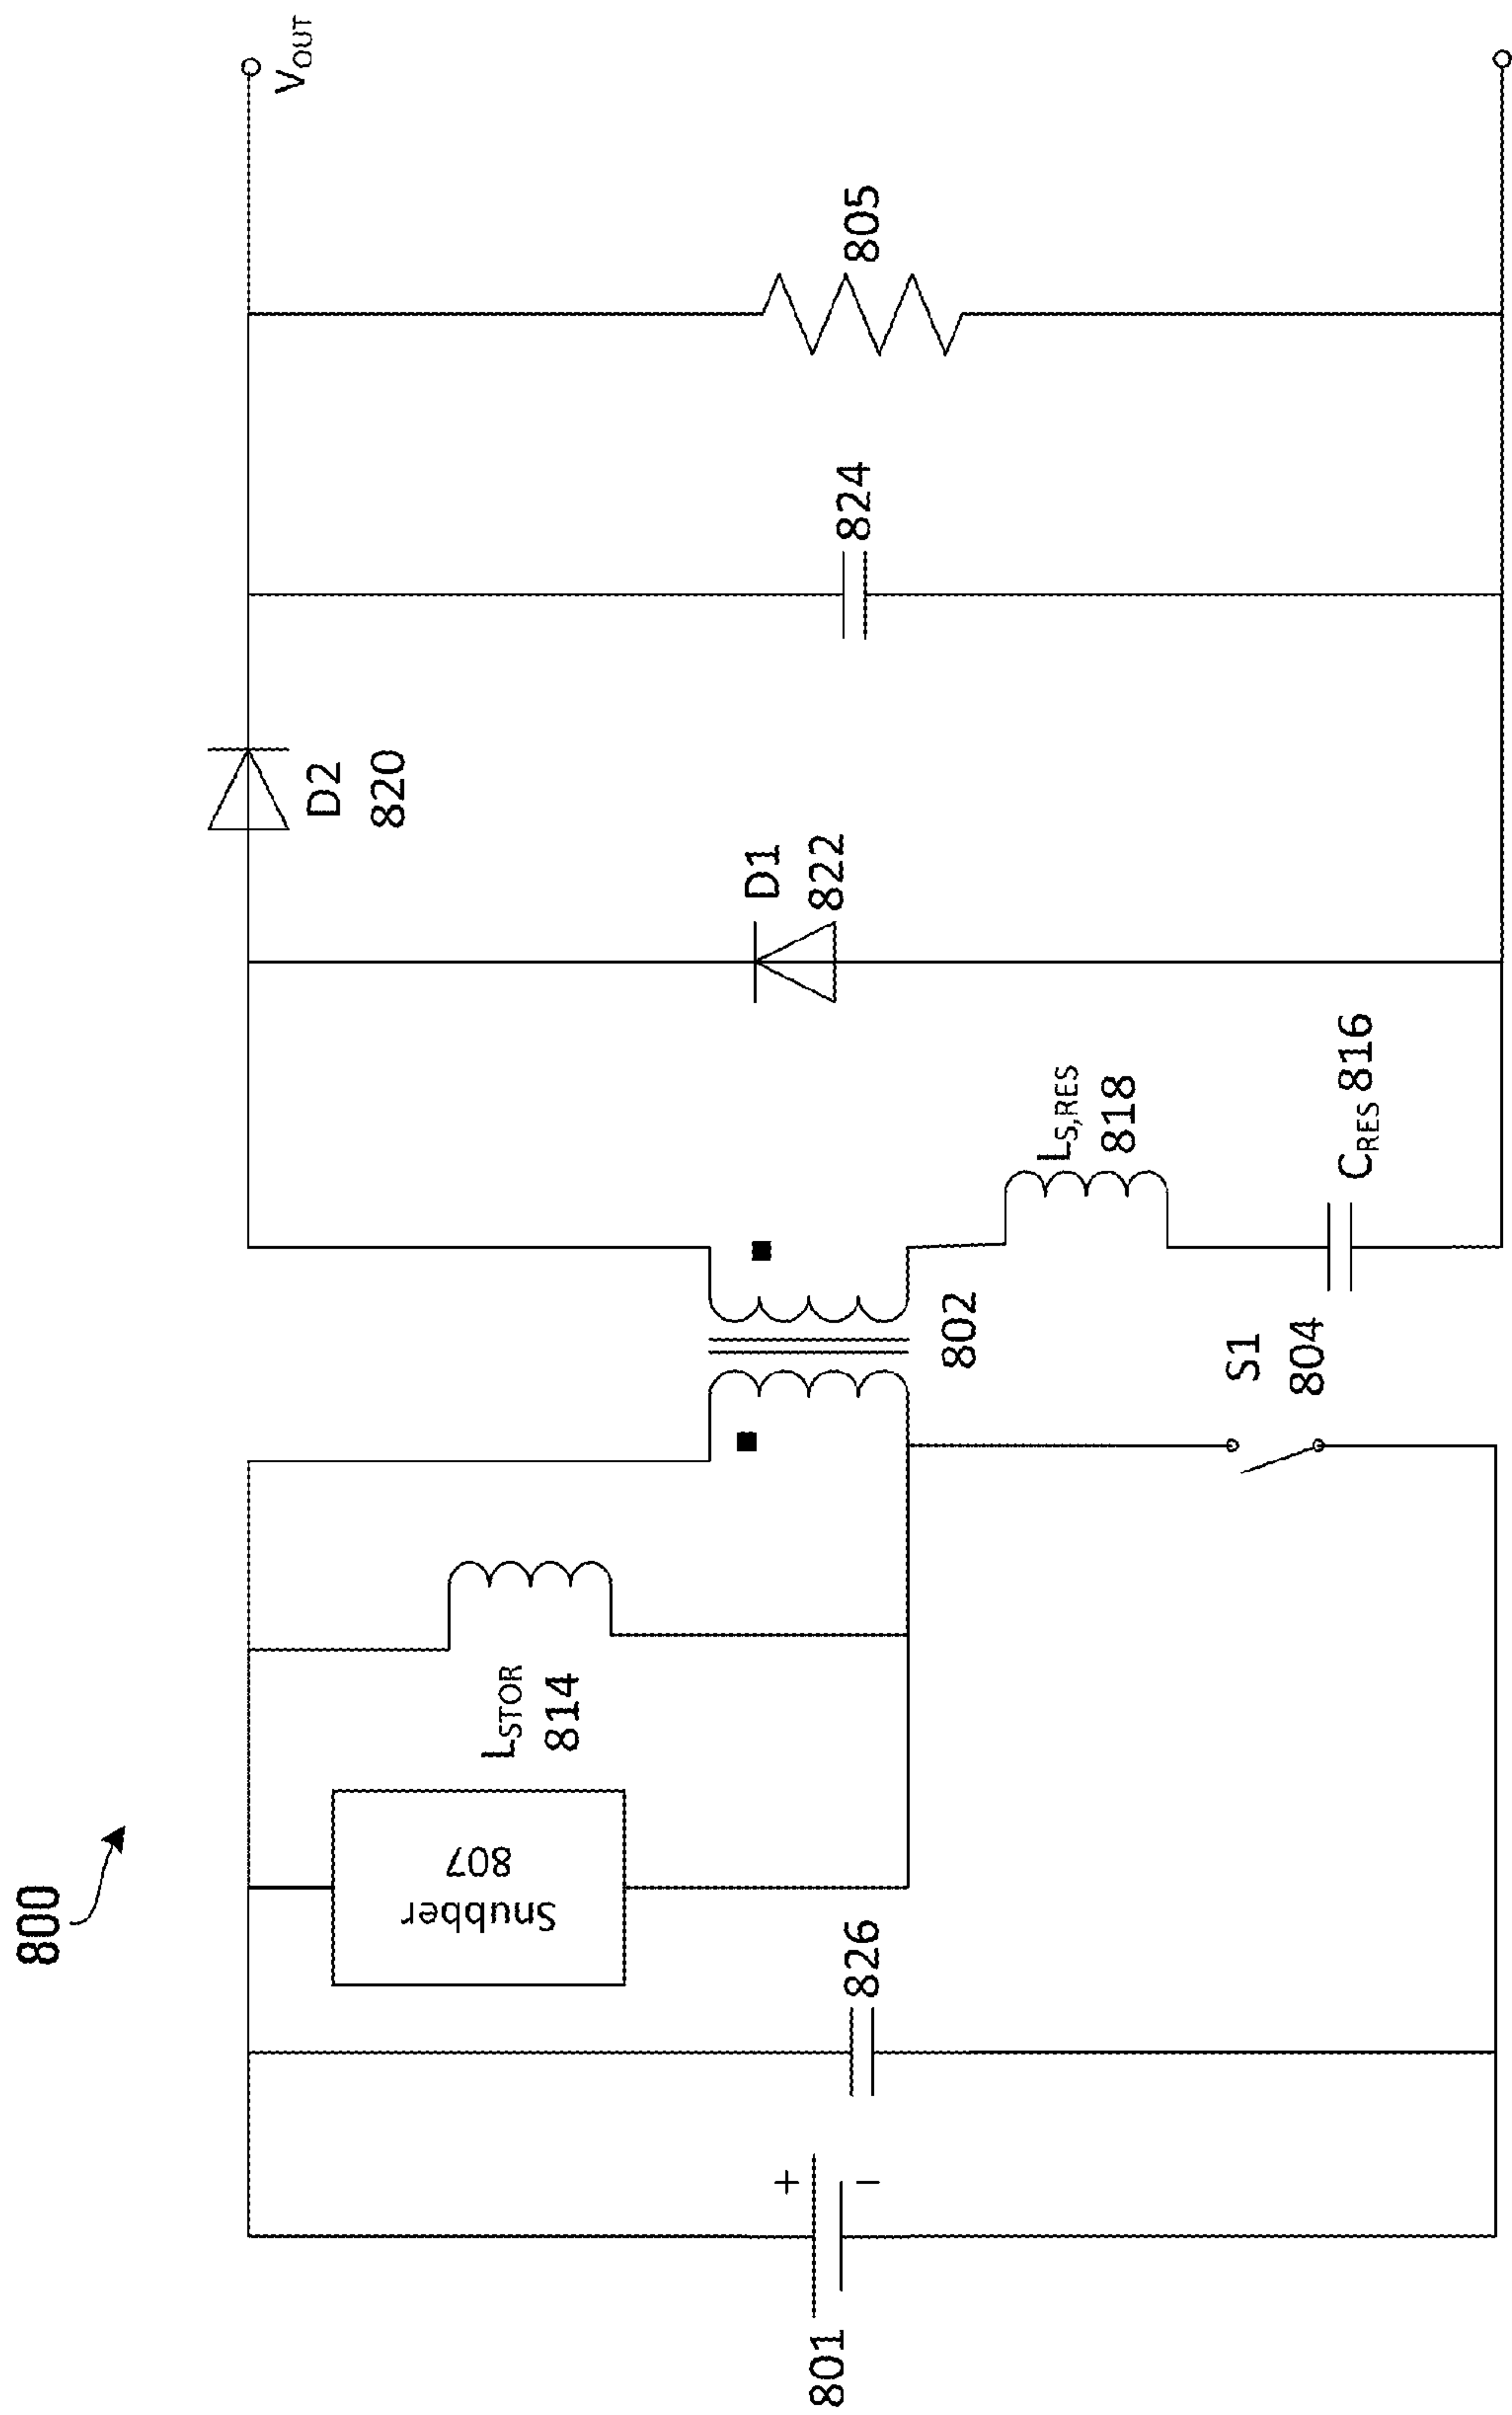 800
801
+
−
826
Snubber
807
L_STOR
814
802
S1
804
L_S,RES
818
C_RES 816
D1
822
D2
820
824
805
V_OUT